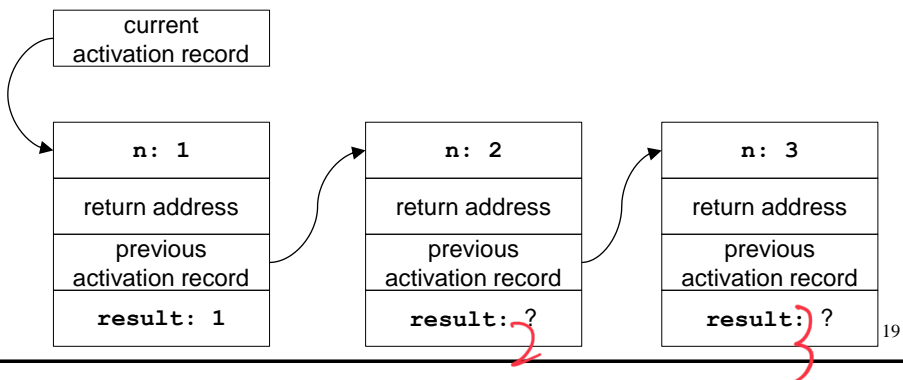 current
activation record
n: 1
return address
previous
activation record
result: 1
n: 2
return address
previous
activation record
result: ?
2
n: 3
return address
previous
activation record
result: ?
19